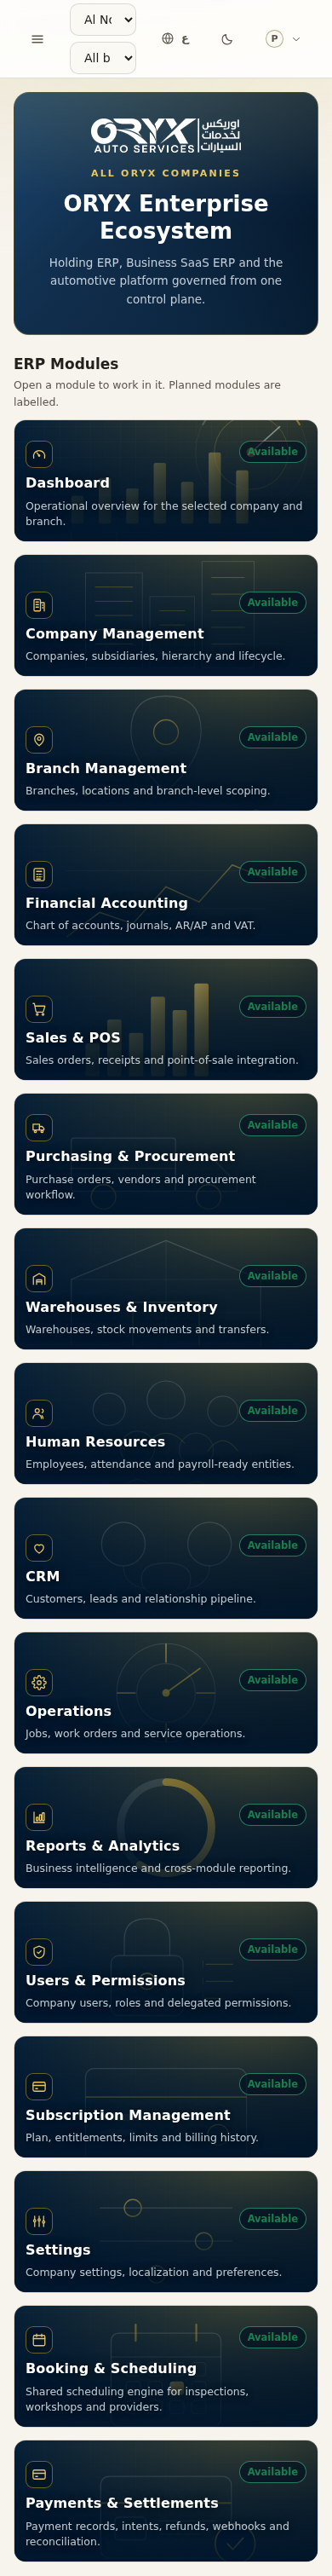 Al No
All b
ع
P
ORYX
AUTO SERVICES
اوريكس
لخدمات
السيارات
ALL ORYX COMPANIES
ORYX Enterprise
Ecosystem
Holding ERP, Business SaaS ERP and the
automotive platform governed from one
control plane.
ERP Modules
Open a module to work in it. Planned modules are
labelled.
Available
Dashboard
Operational overview for the selected company and
branch.
Available
Company Management
Companies, subsidiaries, hierarchy and lifecycle.
Available
Branch Management
Branches, locations and branch-level scoping.
Available
Financial Accounting
Chart of accounts, journals, AR/AP and VAT.
Available
Sales & POS
Sales orders, receipts and point-of-sale integration.
Available
Purchasing & Procurement
Purchase orders, vendors and procurement
workflow.
Available
Warehouses & Inventory
Warehouses, stock movements and transfers.
Available
Human Resources
Employees, attendance and payroll-ready entities.
Available
CRM
Customers, leads and relationship pipeline.
Available
Operations
Jobs, work orders and service operations.
Available
Reports & Analytics
Business intelligence and cross-module reporting.
Available
Users & Permissions
Company users, roles and delegated permissions.
Available
Subscription Management
Plan, entitlements, limits and billing history.
Available
Settings
Company settings, localization and preferences.
Available
Booking & Scheduling
Shared scheduling engine for inspections,
workshops and providers.
Available
Payments & Settlements
Payment records, intents, refunds, webhooks and
reconciliation.